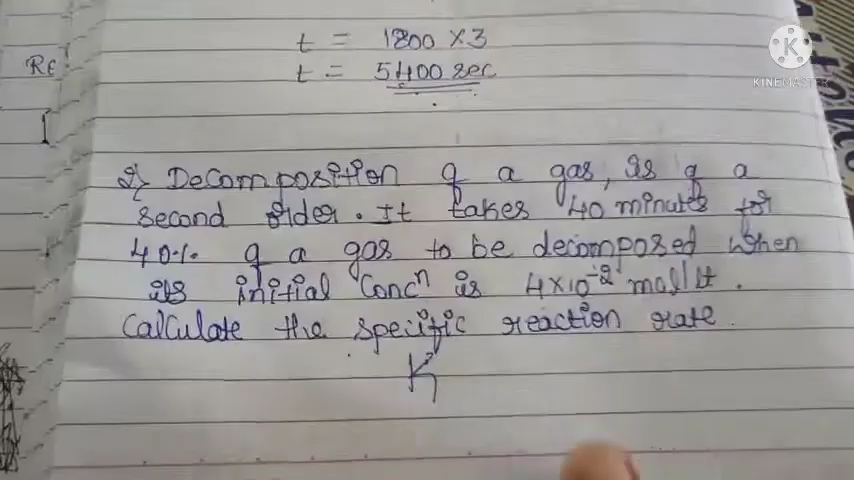 t = 1800 × 3
t = 5400 sec
RE
KINEMASTER
2} Decomposition of a gas, is of a
second order. It takes 40 minutes for
40% of a gas to be decomposed when
its initial Concⁿ is 4×10⁻² mol/lt.
Calculate the specific reaction rate.
K